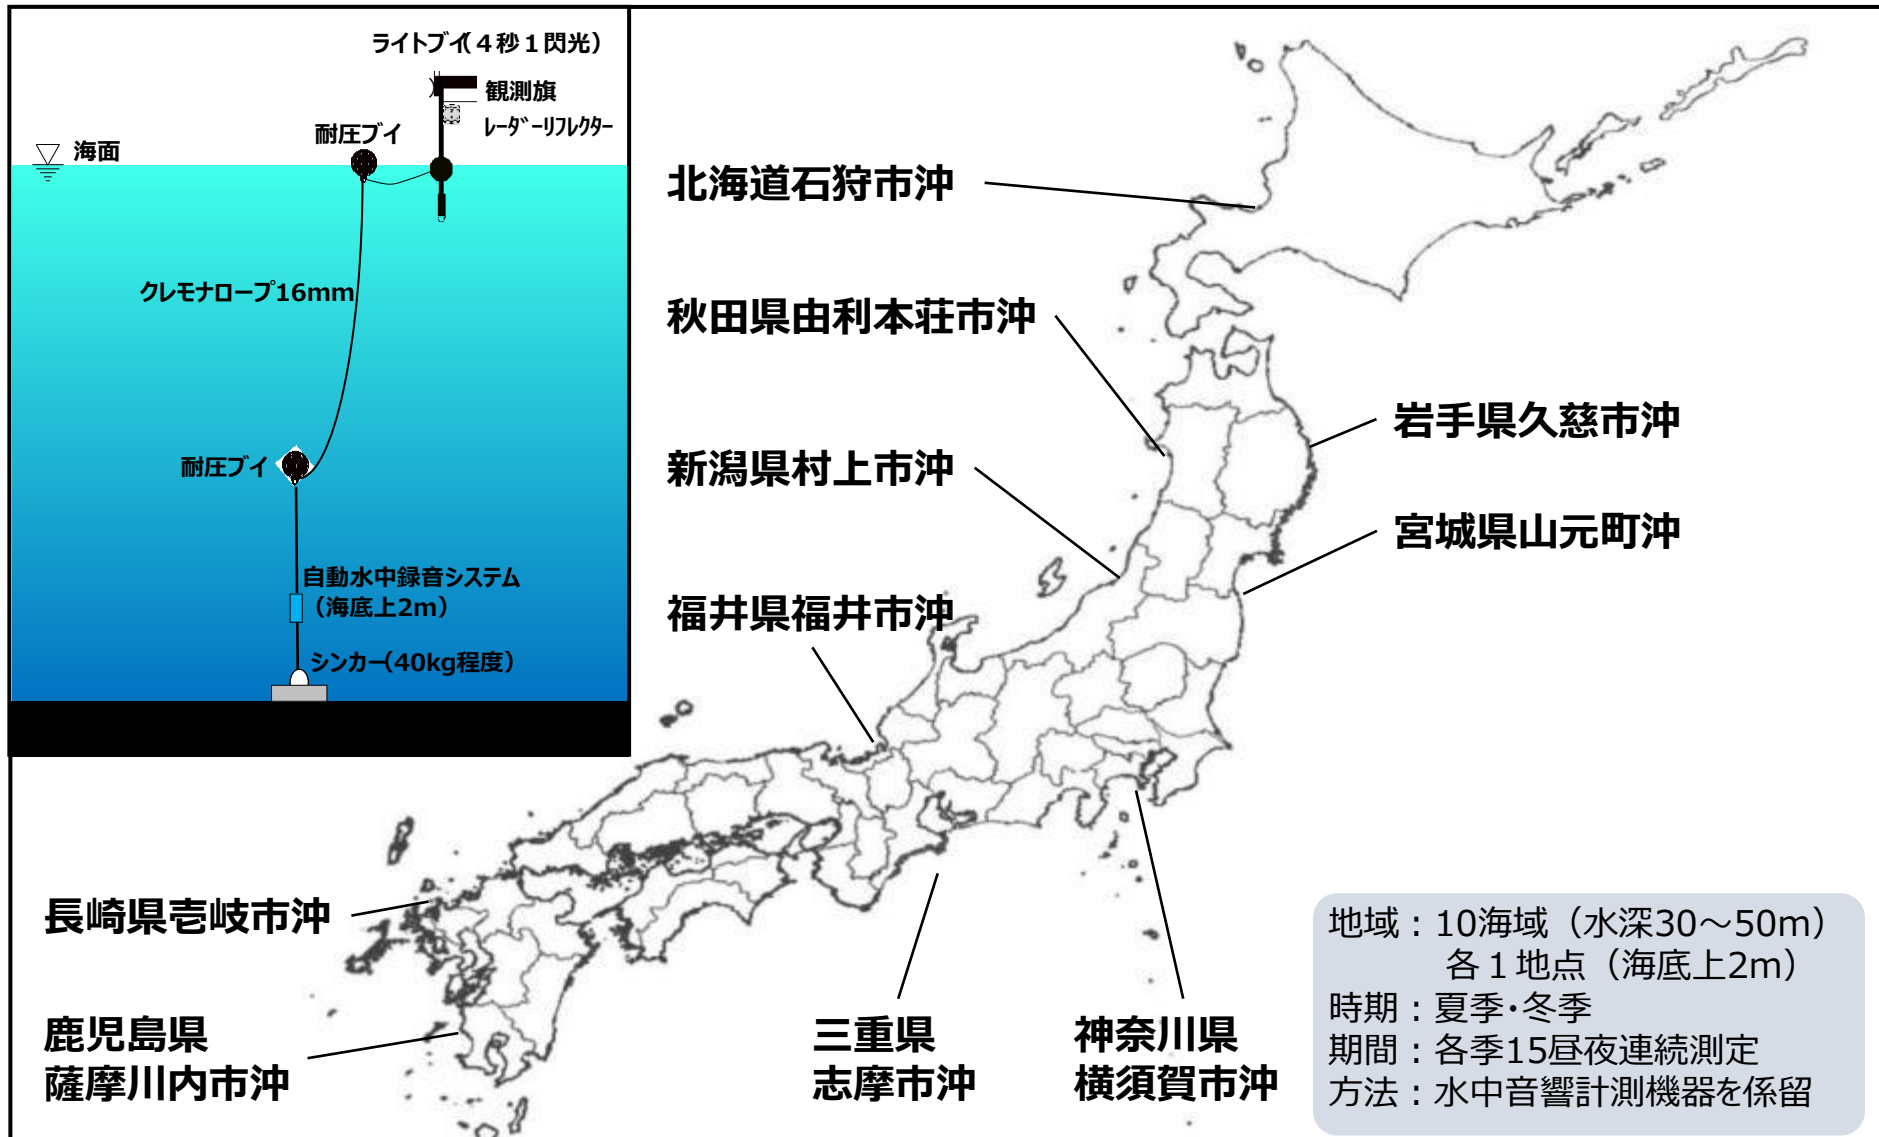 ライトブイ(４秒１閃光)
観測旗
レーダーリフレクター
耐圧ブイ
海面
クレモナロープ16mm
耐圧ブイ
自動水中録音システム
（海底上2m）
シンカー(40kg程度)
北海道石狩市沖
秋田県由利本荘市沖
新潟県村上市沖
福井県福井市沖
岩手県久慈市沖
宮城県山元町沖
長崎県壱岐市沖
鹿児島県
薩摩川内市沖
三重県
志摩市沖
神奈川県
横須賀市沖
地域：10海域（水深30～50m）
各１地点（海底上2m）
時期：夏季･冬季
期間：各季15昼夜連続測定
方法：水中音響計測機器を係留